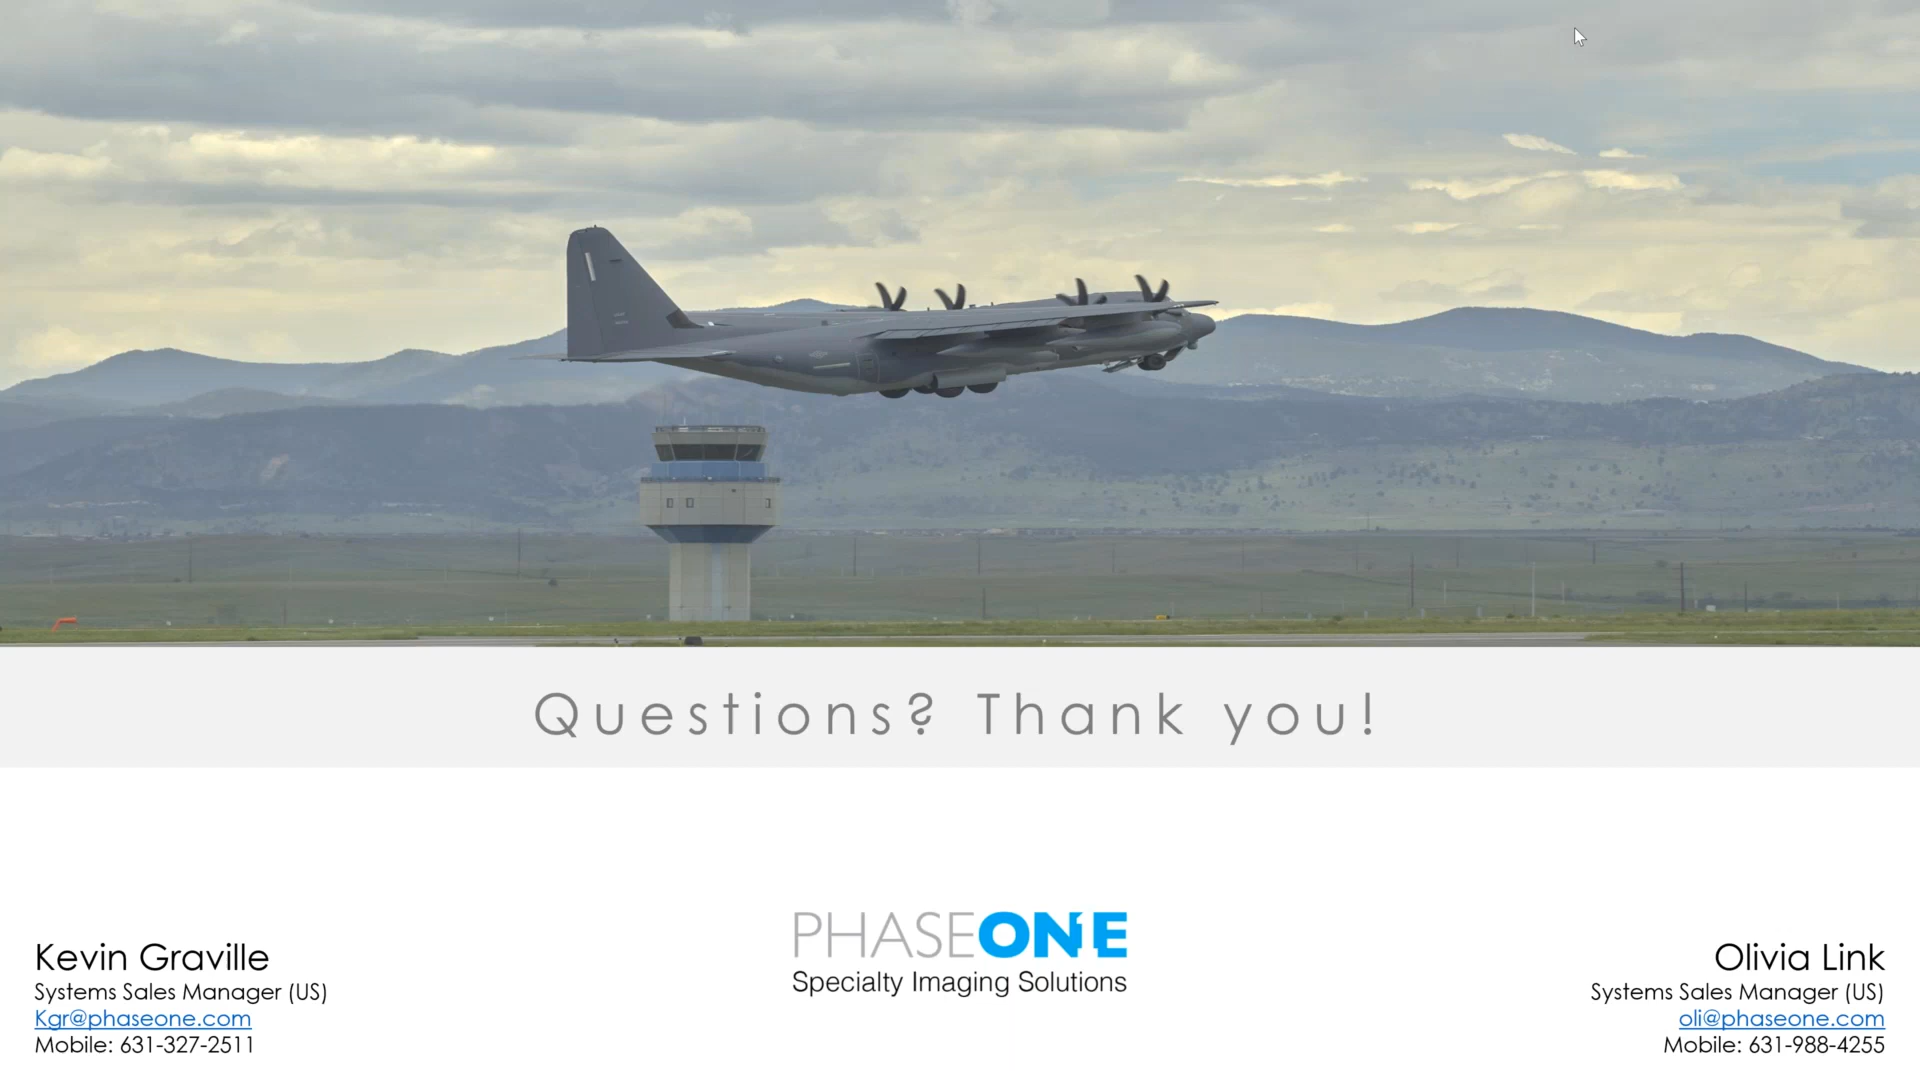 Questions? Thank you!
PHASEONE
Specialty Imaging Solutions
Kevin Graville
Systems Sales Manager (US)
Kgr@phaseone.com
Mobile: 631-327-2511
Olivia Link
Systems Sales Manager (US)
oli@phaseone.com
Mobile: 631-988-4255